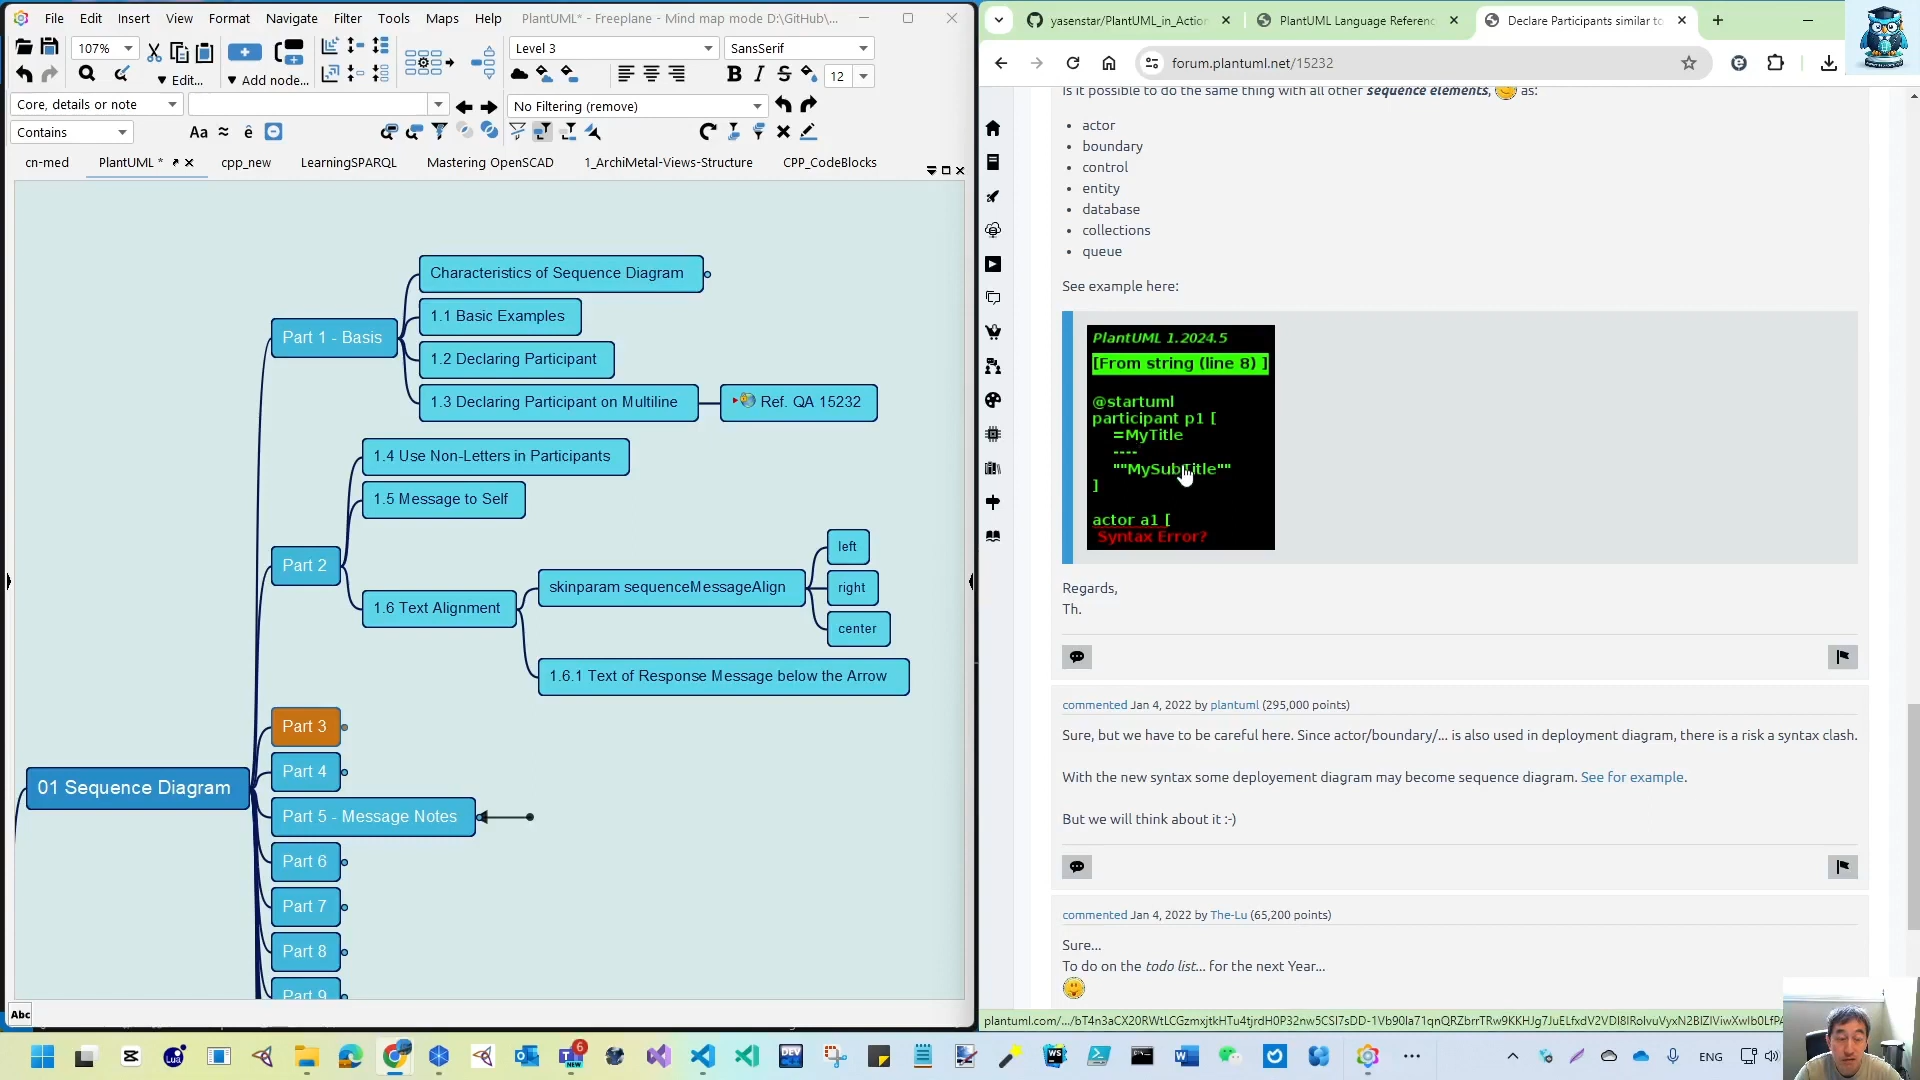 File Edit Insert View Format Navigate Filter Tools Maps Help PlantUML* - Freeplane - Mind map mode D:\GitHub\...
107%
Edit...
Add node...
Level 3
SansSerif
12
Core, details or note
No Filtering (remove)
Contains
cn-med PlantUML * cpp_new LearningSPARQL Mastering OpenSCAD 1_ArchiMetal-Views-Structure CPP_CodeBlocks
Characteristics of Sequence Diagram
1.1 Basic Examples
Part 1 - Basis
1.2 Declaring Participant
1.3 Declaring Participant on Multiline
Ref. QA 15232
1.4 Use Non-Letters in Participants
1.5 Message to Self
Part 2
1.6 Text Alignment
skinparam sequenceMessageAlign
left
right
center
1.6.1 Text of Response Message below the Arrow
Part 3
Part 4
01 Sequence Diagram
Part 5 - Message Notes
Part 6
Part 7
Part 8
Part 9
Abc
yasenstar/PlantUML_in_Action
PlantUML Language Referenc
Declare Participants similar to
forum.plantuml.net/15232
Is it possible to do the same thing with all other sequence elements, as:
actor
boundary
control
entity
database
collections
queue
See example here:
PlantUML 1.2024.5
[From string (line 8) ]
@startuml
participant p1 [
=MyTitle
----
""MySubTitle""
]
actor a1 [
Syntax Error?
Regards,
Th.
commented Jan 4, 2022 by plantuml (295,000 points)
Sure, but we have to be careful here. Since actor/boundary/... is also used in deployment diagram, there is a risk a syntax clash.
With the new syntax some deployement diagram may become sequence diagram. See for example.
But we will think about it :-)
commented Jan 4, 2022 by The-Lu (65,200 points)
Sure...
To do on the todo list... for the next Year...
ENG